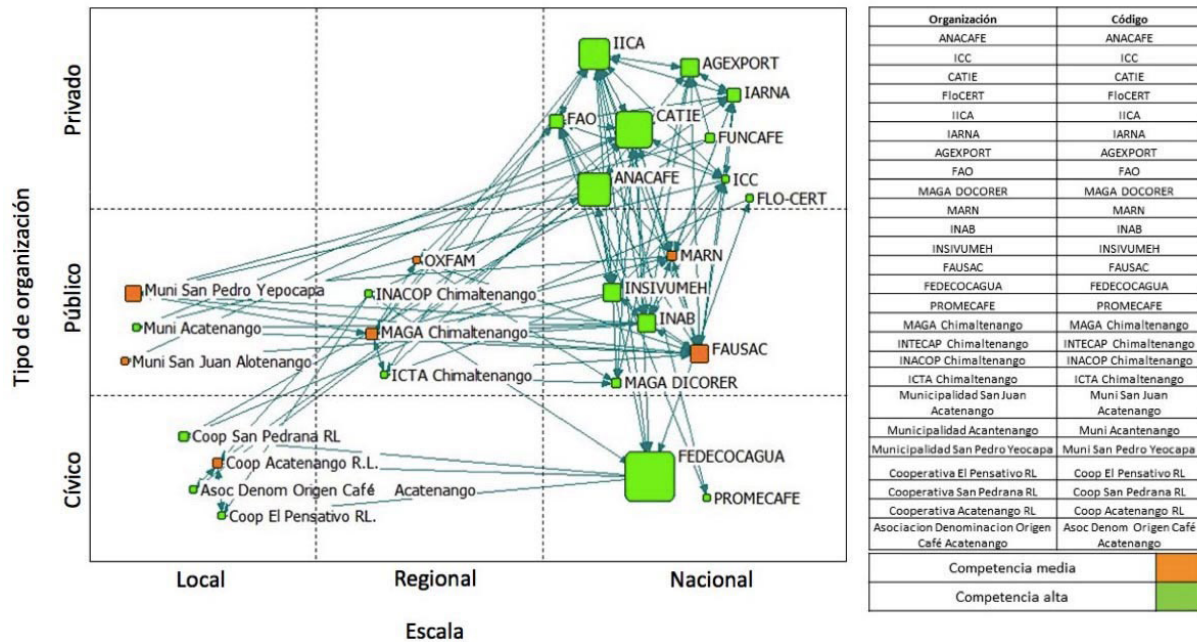 Tipo de organización
Privado
Público
Cívico
IICA
AGEXPORT
IARNA
FAO
CATIE
FUNCAFE
ANACAFE
ICC
FLO-CERT
OXFAM
MARN
Muni San Pedro Yepocapa
INACOP Chimaltenango
INSIVUMEH
Muni Acatenango
MAGA Chimaltenango
INAB
Muni San Juan Alotenango
FAUSAC
ICTA Chimaltenango
MAGA DICORER
Coop San Pedrana RL
Coop Acatenango R.L.
FEDECOCAGUA
Asoc Denom Origen Café Acatenango
PROMECAFE
Coop El Pensativo RL.
Local Regional Nacional
Escala
Organización Código
ANACAFE ANACAFE
ICC ICC
CATIE CATIE
FloCERT FloCERT
IICA IICA
IARNA IARNA
AGEXPORT AGEXPORT
FAO FAO
MAGA DOCORER MAGA DOCORER
MARN MARN
INAB INAB
INSIVUMEH INSIVUMEH
FAUSAC FAUSAC
FEDECOCAGUA FEDECOCAGUA
PROMECAFE PROMECAFE
MAGA Chimaltenango MAGA Chimaltenango
INTECAP Chimaltenango INTECAP Chimaltenango
INACOP Chimaltenango INACOP Chimaltenango
ICTA Chimaltenango ICTA Chimaltenango
Municipalidad San Juan Muni San Juan
Acatenango Acatenango
Municipalidad Acantenango Muni Acantenango
Municipalidad San Pedro Yeocapa Muni San Pedro Yeocapa
Cooperativa El Pensativo RL Coop El Pensativo RL
Cooperativa San Pedrana RL Coop San Pedrana RL
Cooperativa Acatenango RL Coop Acatenango RL
Asociacion Denominacion Origen Asoc Denom Origen Café
Café Acatenango Acatenango
Competencia media
Competencia alta